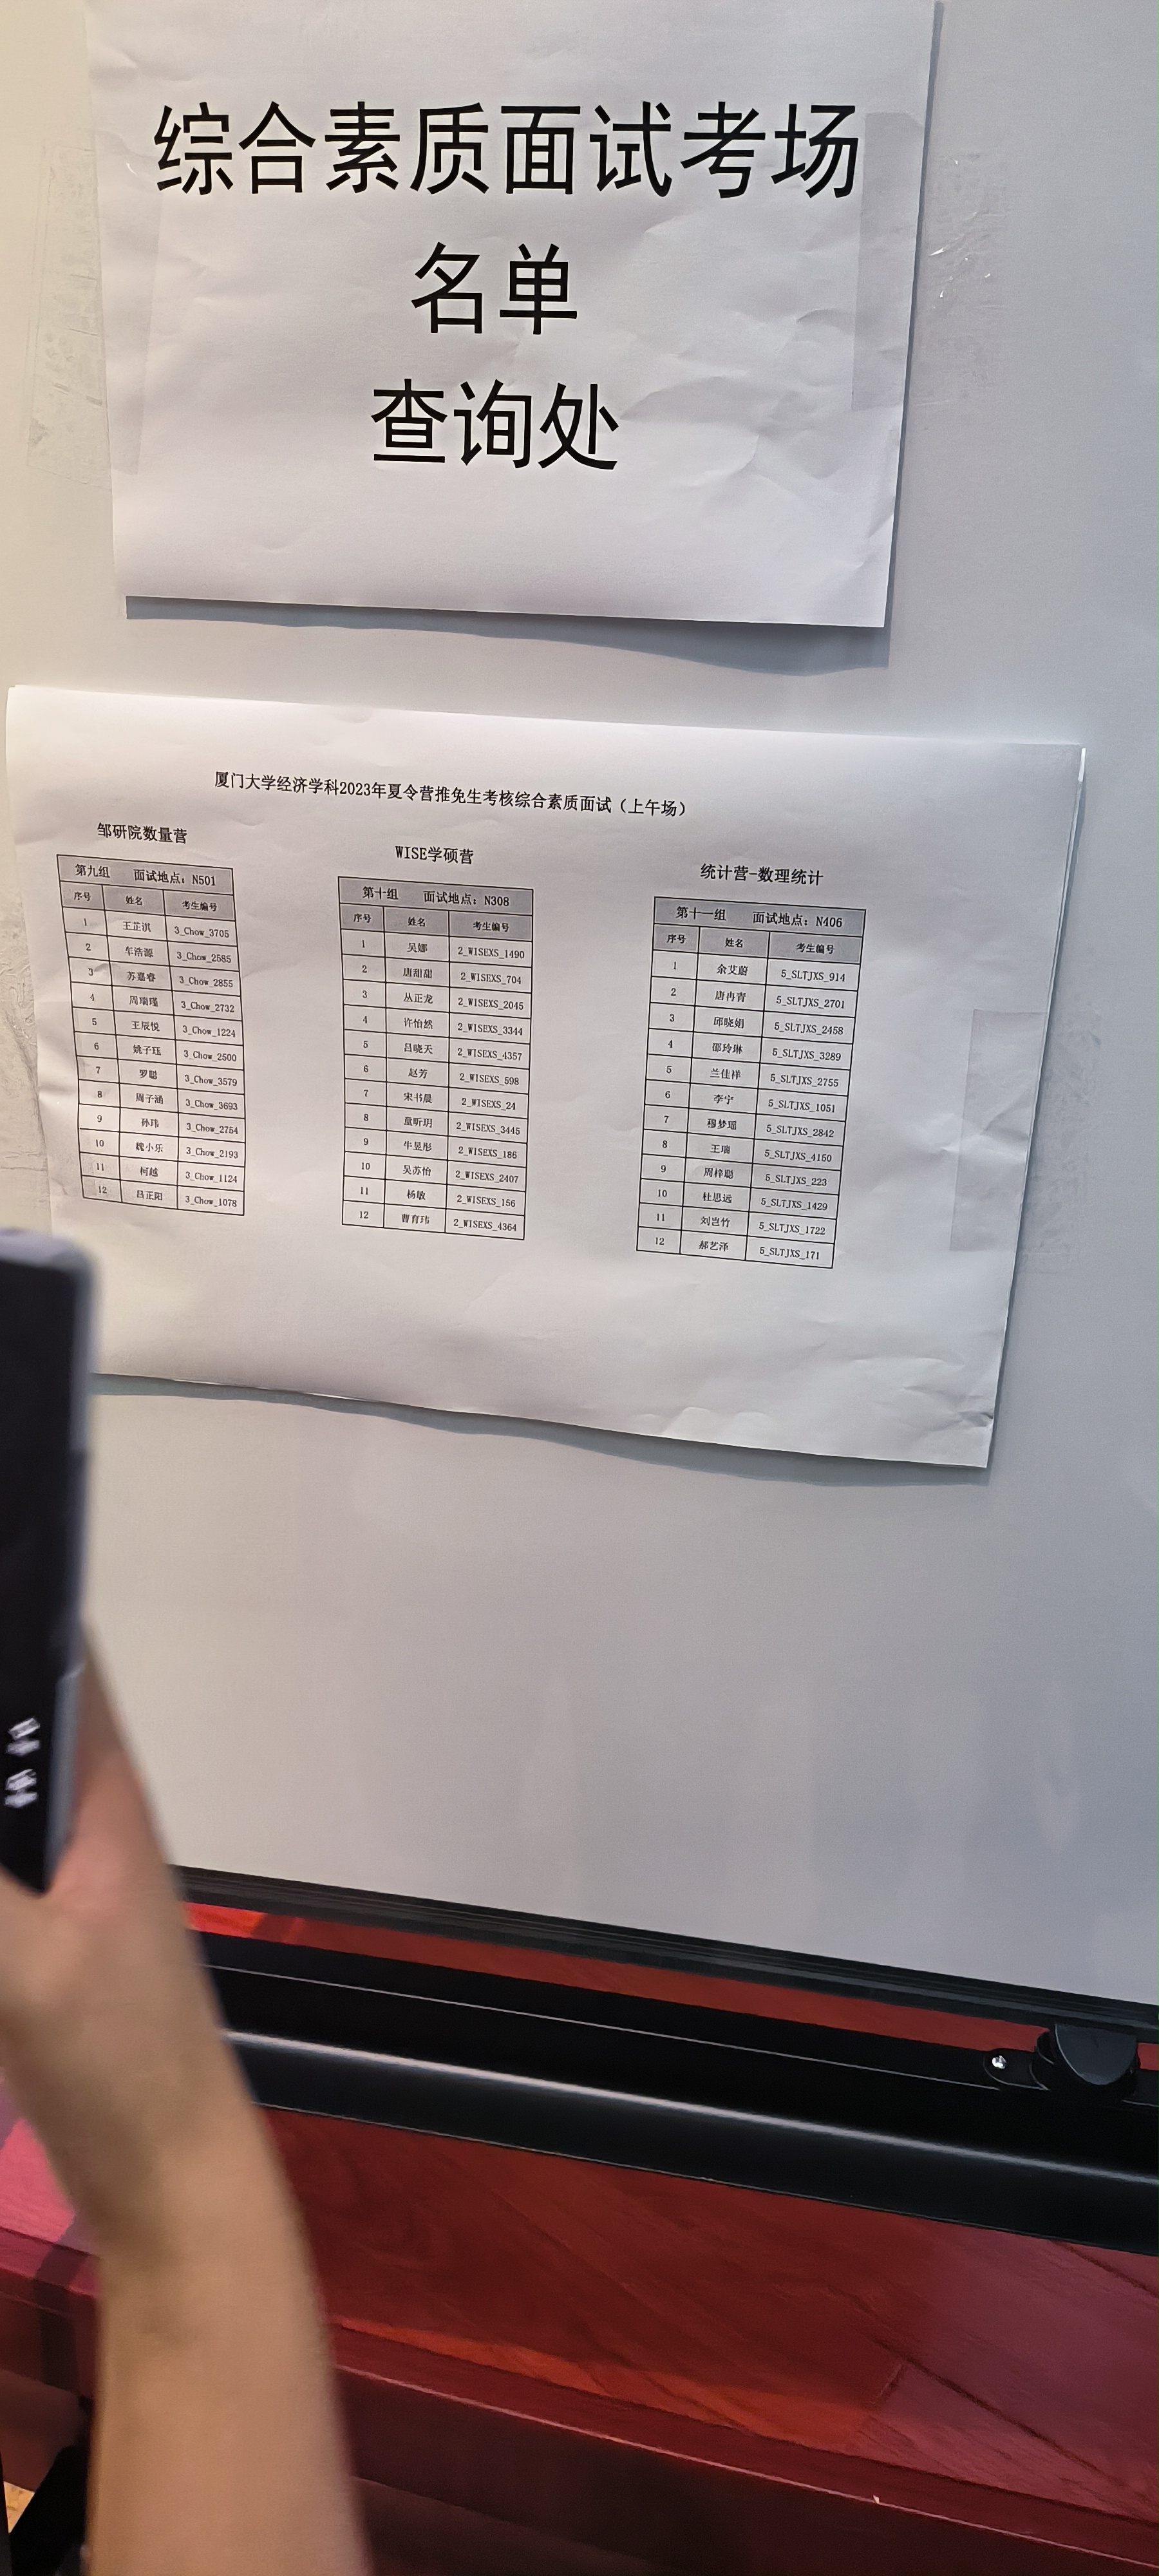 综合素质面试考场
名单
查询处
厦门大学经济学科2023年夏令营推免生考核综合素质面试（上午场）
邹研院数量营
第九组 面试地点：N501
序号 姓名 考生编号
1 王芷淇 3_Chow_3705
2 车浩源 3_Chow_2585
3 苏嘉睿 3_Chow_2855
4 周瑞瑾 3_Chow_2732
5 王辰悦 3_Chow_1224
6 姚子珏 3_Chow_2500
7 罗聪 3_Chow_3579
8 周子涵 3_Chow_3693
9 孙玮 3_Chow_2754
10 魏小乐 3_Chow_2193
11 柯越 3_Chow_1124
12 吕正阳 3_Chow_1078
WISE学硕营
第十组 面试地点：N308
序号 姓名 考生编号
1 吴娜 2_WISEXS_1490
2 唐甜甜 2_WISEXS_704
3 丛正龙 2_WISEXS_2045
4 许怡然 2_WISEXS_3344
5 吕晓天 2_WISEXS_4357
6 赵芳 2_WISEXS_598
7 宋书晨 2_WISEXS_24
8 詹昕玥 2_WISEXS_3445
9 牛昱彤 2_WISEXS_186
10 吴苏怡 2_WISEXS_2407
11 杨敏 2_WISEXS_156
12 曹育玮 2_WISEXS_4364
统计营-数理统计
第十一组 面试地点：N406
序号 姓名 考生编号
1 余艾蔚 5_SLTJXS_914
2 唐冉青 5_SLTJXS_2701
3 邱晓娟 5_SLTJXS_2458
4 邵玲琳 5_SLTJXS_3289
5 兰佳祥 5_SLTJXS_2755
6 李宁 5_SLTJXS_1051
7 穆梦瑶 5_SLTJXS_2842
8 王瑞 5_SLTJXS_4150
9 周梓聪 5_SLTJXS_223
10 杜思远 5_SLTJXS_1429
11 刘岂竹 5_SLTJXS_1722
12 郝艺泽 5_SLTJXS_171